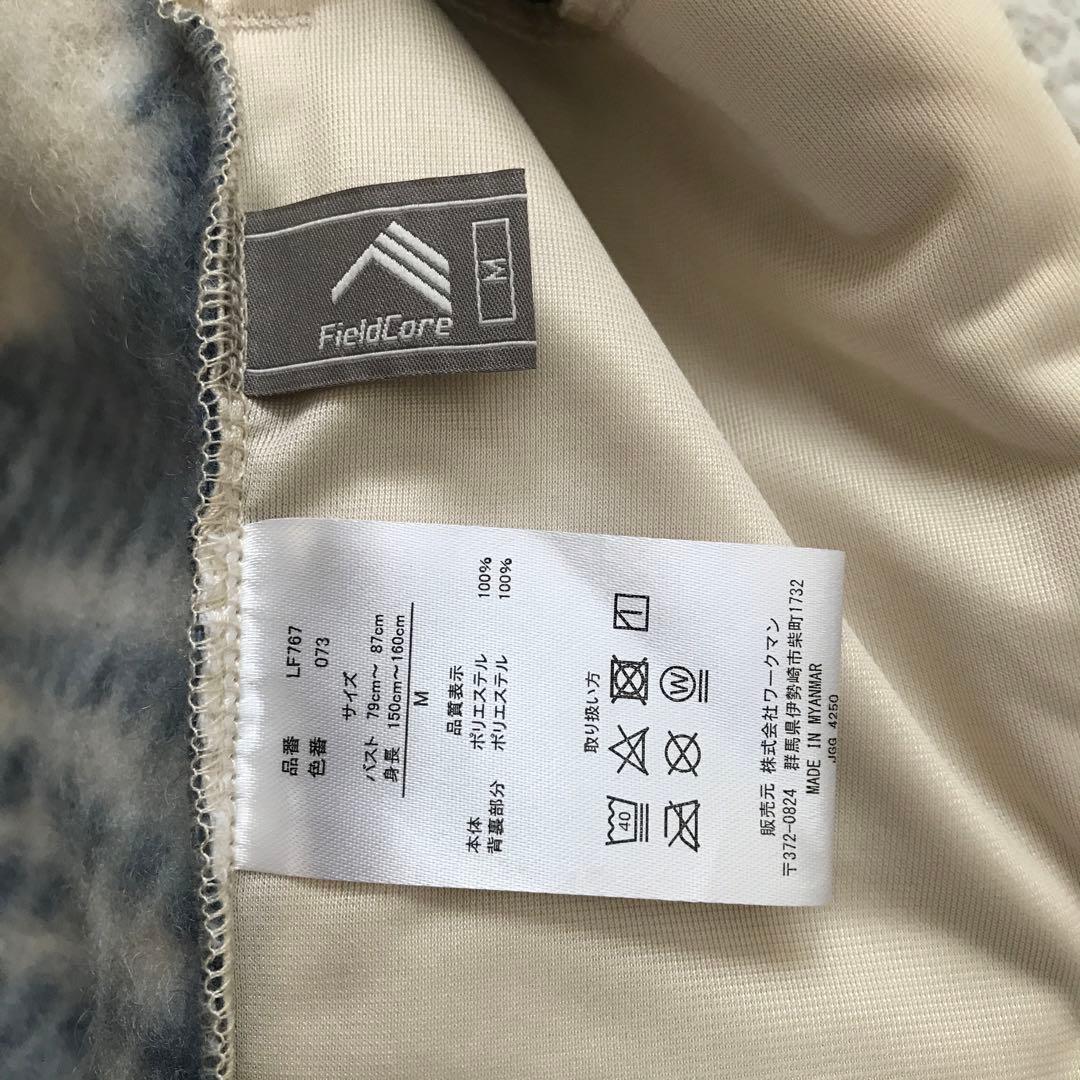 FieldCore
M
品番 LF767
色番 073
サイズ
バスト 79cm～ 87cm
身長 150cm～160cm
M
品質表示
本体 ポリエステル 100%
背裏部分 ポリエステル 100%
取り扱い方
40
W
販売元 株式会社ワークマン
〒372-0824 群馬県伊勢崎市柴町1732
MADE IN MYANMAR
JGG 4250